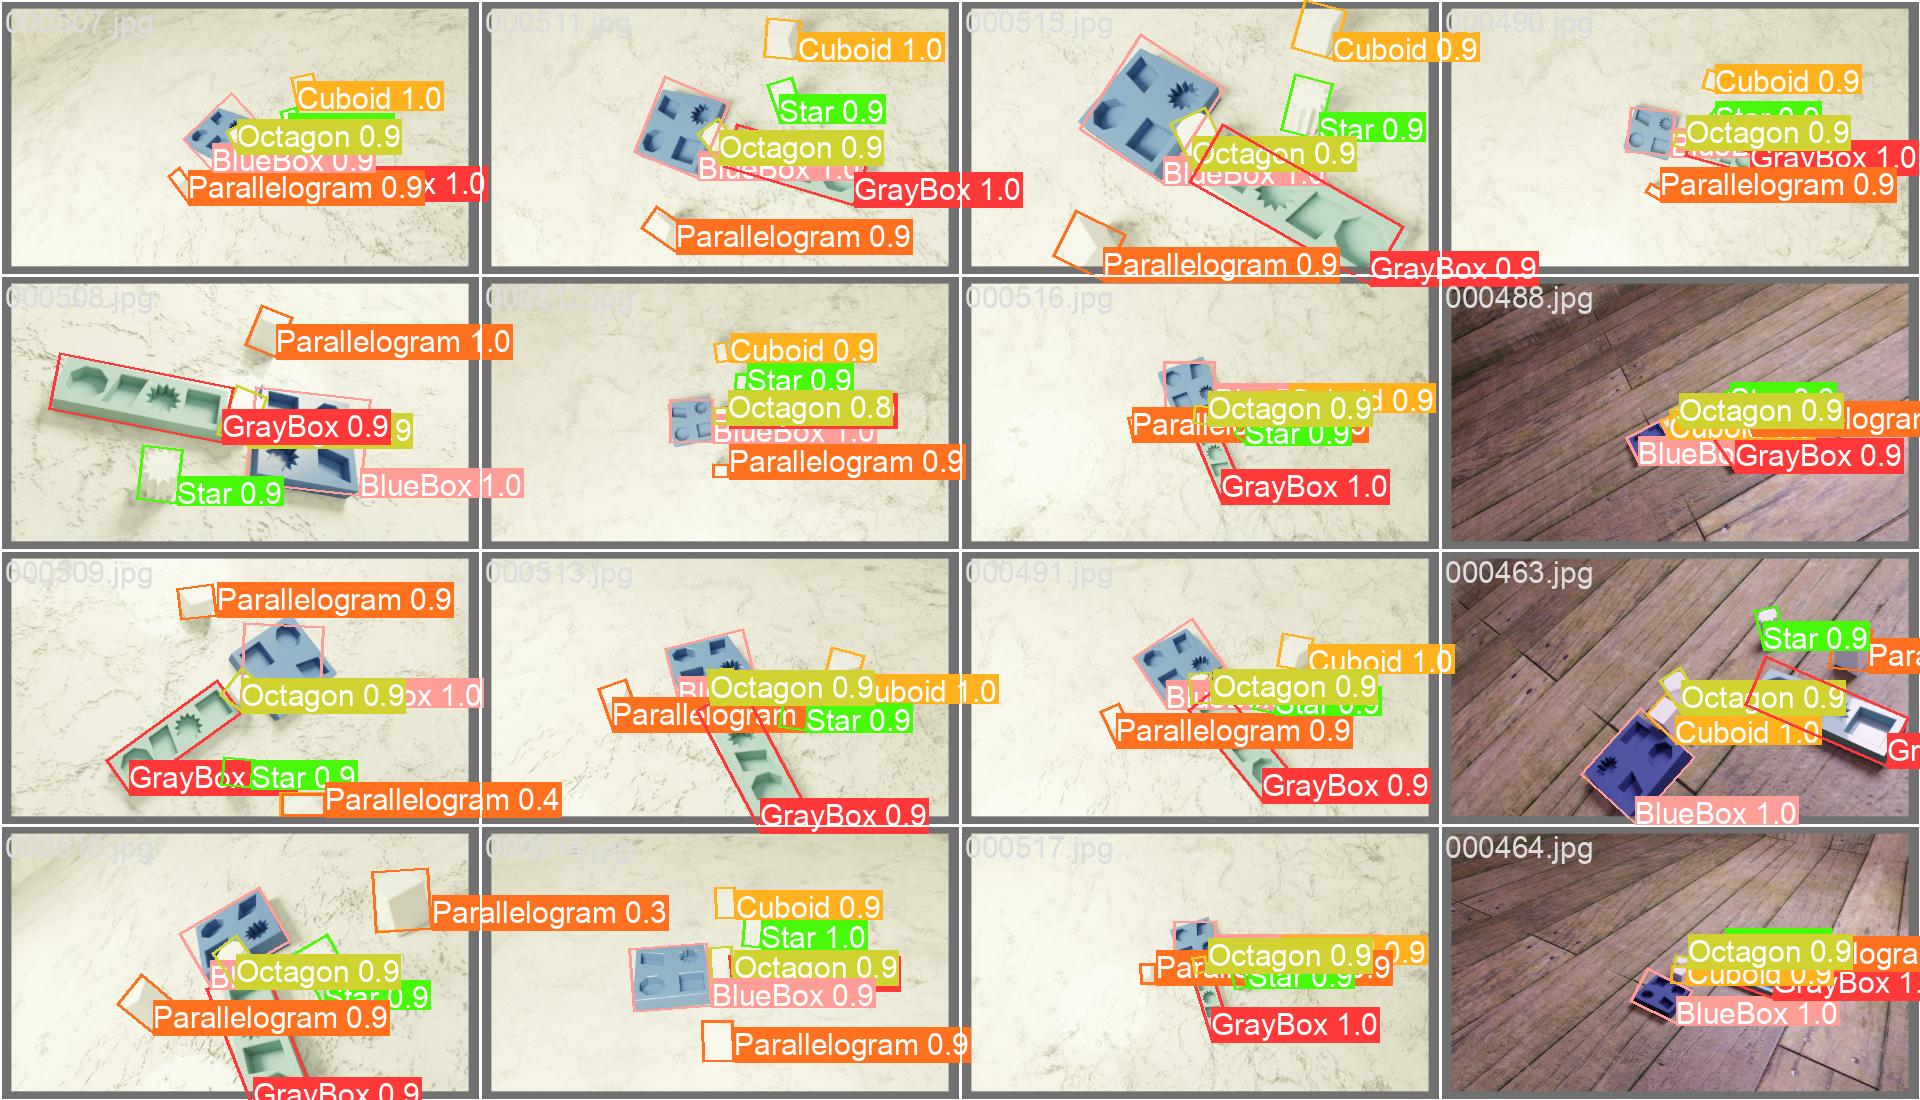 000507.jpg
Cuboid 1.0
Octagon 0.9
BlueBox 0.9
Parallelogram 0.9
x 1.0
000511.jpg
Cuboid 1.0
Star 0.9
Octagon 0.9
BlueBox 1.0
GrayBox 1.0
Parallelogram 0.9
000515.jpg
Cuboid 0.9
Star 0.9
Octagon 0.9
BlueBox 1.0
Parallelogram 0.9
GrayBox 0.9
000490.jpg
Cuboid 0.9
Star 0.9
Octagon 0.9
GrayBox 1.0
Parallelogram 0.9
000508.jpg
Parallelogram 1.0
GrayBox 0.9
9
Star 0.9
BlueBox 1.0
Cuboid 0.9
Star 0.9
Octagon 0.8
BlueBox 1.0
Parallelogram 0.9
000516.jpg
d 0.9
Octagon 0.9
Star 0.9
GrayBox 1.0
000488.jpg
Star 0.9
Octagon 0.9
logram
GrayBox 0.9
000509.jpg
Parallelogram 0.9
Octagon 0.9
ox 1.0
GrayBox
Star 0.9
Parallelogram 0.4
000513.jpg
Octagon 0.9
uboid 1.0
Parallelogram
Star 0.9
GrayBox 0.9
000491.jpg
Cuboid 1.0
Octagon 0.9
Star 0.9
Parallelogram 0.9
GrayBox 0.9
000463.jpg
Star 0.9
Para
Octagon 0.9
Cuboid 1.0
Gr
BlueBox 1.0
000510.jpg
Parallelogram 0.3
Octagon 0.9
Star 0.9
Parallelogram 0.9
GrayBox 0.9
000514.jpg
Cuboid 0.9
Star 1.0
Octagon 0.9
BlueBox 0.9
Parallelogram 0.9
000517.jpg
Octagon 0.9
0.9
Star 0.9
GrayBox 1.0
000464.jpg
Octagon 0.9
logra
Cuboid 0.9
GrayBox 1.
BlueBox 1.0